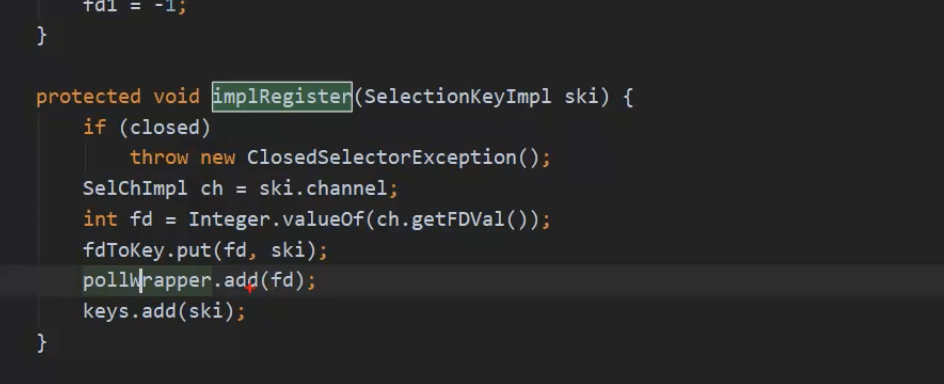 fd1 = -1;
}
protected void implRegister(SelectionKeyImpl ski) {
if (closed)
throw new ClosedSelectorException();
SelChImpl ch = ski.channel;
int fd = Integer.valueOf(ch.getFDVal());
fdToKey.put(fd, ski);
pollWrapper.add(fd);
keys.add(ski);
}